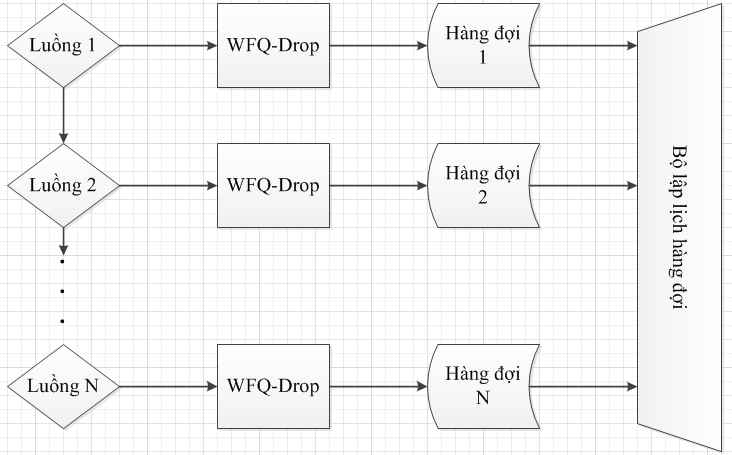 Luồng 1
WFQ-Drop
Hàng đợi
1
Luồng 2
WFQ-Drop
Hàng đợi
2
Luồng N
WFQ-Drop
Hàng đợi
N
Bộ lập lịch hàng đợi